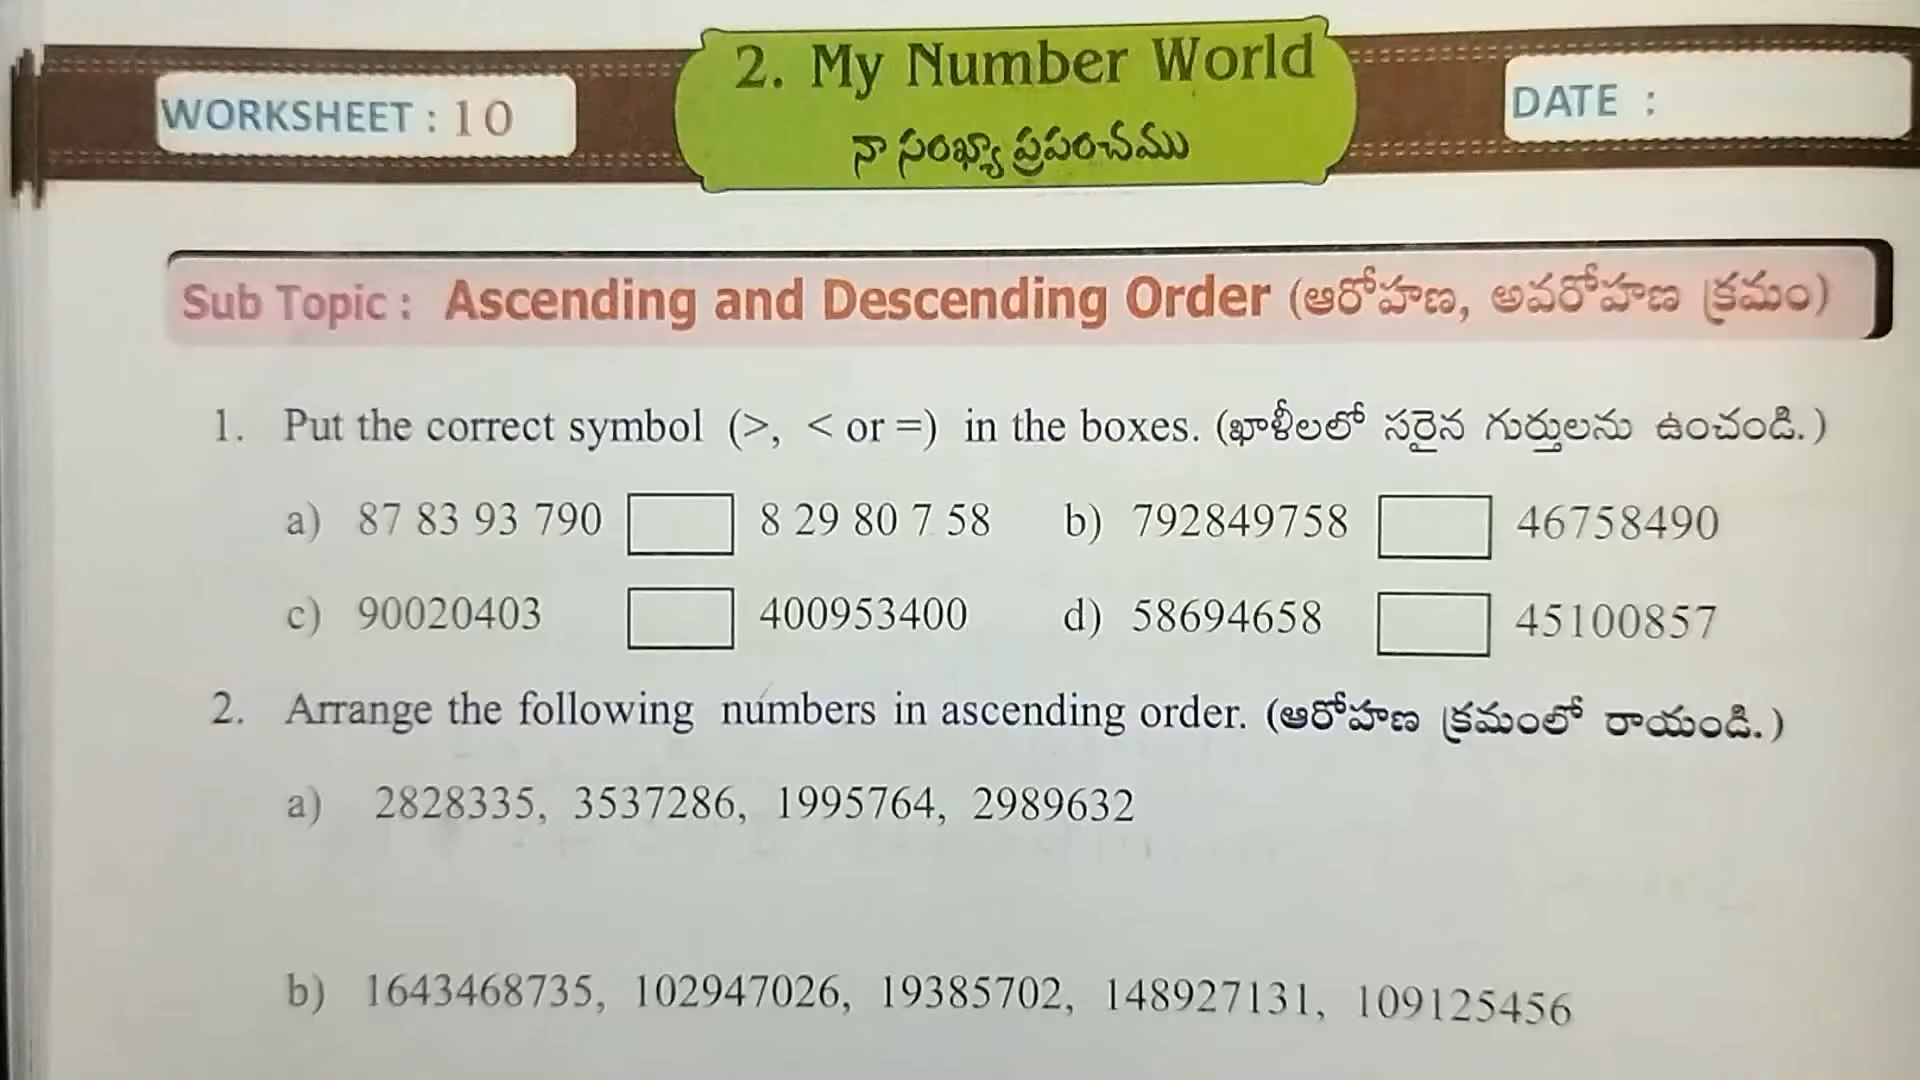 2. My Number World
WORKSHEET : 10
DATE :
నా సంఖ్యా ప్రపంచము
Sub Topic : Ascending and Descending Order (ఆరోహణ, అవరోహణ క్రమం)
1. Put the correct symbol (>, < or =) in the boxes. (ఖాళీలలో సరైన గుర్తులను ఉంచండి.)
a) 87 83 93 790 8 29 80 7 58 b) 792849758 46758490
c) 90020403 400953400 d) 58694658 45100857
2. Arrange the following numbers in ascending order. (ఆరోహణ క్రమంలో రాయండి.)
a) 2828335, 3537286, 1995764, 2989632
b) 1643468735, 102947026, 19385702, 148927131, 109125456